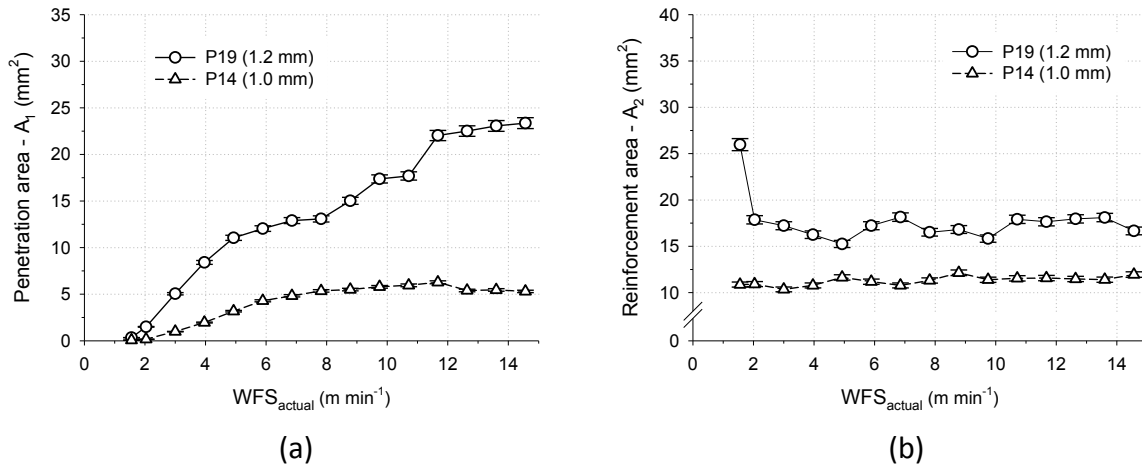 35
30
25
20
15
10
5
0
Penetration area - A₁ (mm²)
P19 (1.2 mm)
P14 (1.0 mm)
0 2 4 6 8 10 12 14
WFS_actual (m min⁻¹)
(a)
40
35
30
25
20
15
10
0
Reinforcement area - A₂ (mm²)
P19 (1.2 mm)
P14 (1.0 mm)
0 2 4 6 8 10 12 14
WFS_actual (m min⁻¹)
(b)